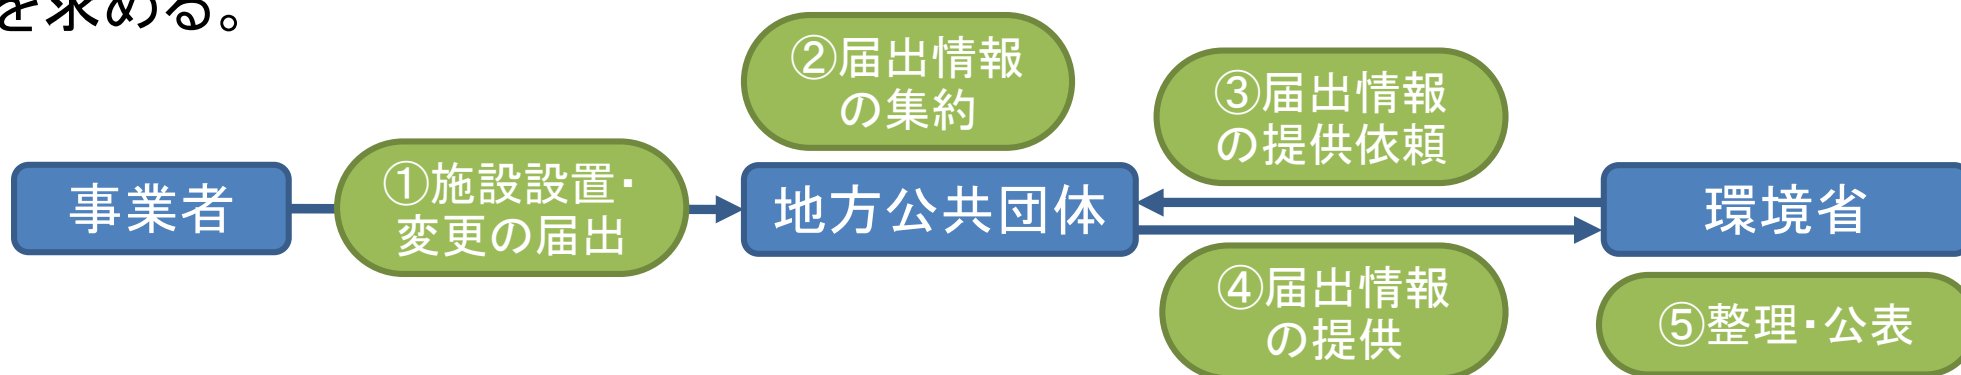 を求める。
②届出情報
の集約
③届出情報
の提供依頼
事業者
①施設設置・
変更の届出
地方公共団体
環境省
④届出情報
の提供
⑤整理・公表